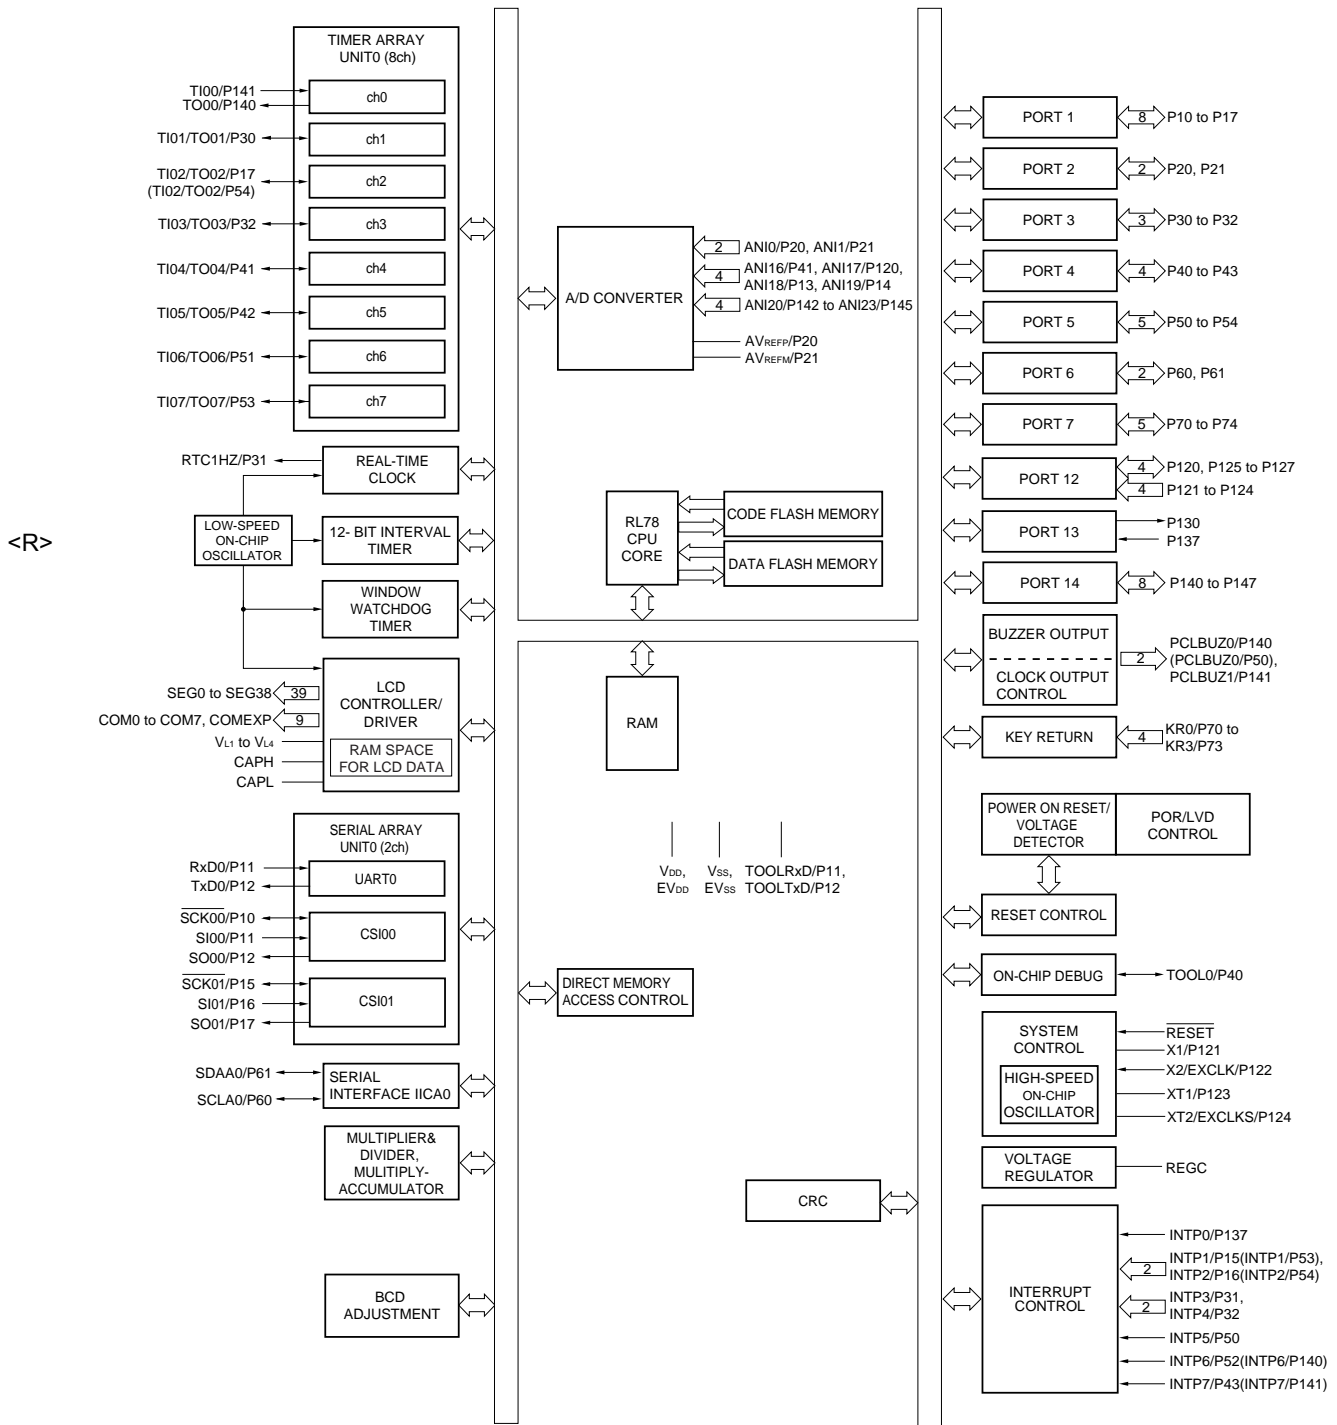 TIMER ARRAY
UNIT0 (8ch)
TI00/P141
TO00/P140
ch0
TI01/TO01/P30
ch1
TI02/TO02/P17
(TI02/TO02/P54)
ch2
TI03/TO03/P32
ch3
TI04/TO04/P41
ch4
TI05/TO05/P42
ch5
TI06/TO06/P51
ch6
TI07/TO07/P53
ch7
RTC1HZ/P31
REAL-TIME
CLOCK
<R>
LOW-SPEED
ON-CHIP
OSCILLATOR
12- BIT INTERVAL
TIMER
WINDOW
WATCHDOG
TIMER
LCD
CONTROLLER/
DRIVER
RAM SPACE
FOR LCD DATA
SEG0 to SEG38
39
COM0 to COM7, COMEXP
9
VL1 to VL4
CAPH
CAPL
SERIAL ARRAY
UNIT0 (2ch)
RxD0/P11
TxD0/P12
UART0
SCK00/P10
SI00/P11
SO00/P12
CSI00
SCK01/P15
SI01/P16
SO01/P17
CSI01
SDAA0/P61
SCLA0/P60
SERIAL
INTERFACE IICA0
MULTIPLIER&
DIVIDER,
MULITIPLY-
ACCUMULATOR
BCD
ADJUSTMENT
A/D CONVERTER
2
ANI0/P20, ANI1/P21
4
ANI16/P41, ANI17/P120,
ANI18/P13, ANI19/P14
4
ANI20/P142 to ANI23/P145
AVREFP/P20
AVREFM/P21
RL78
CPU
CORE
CODE FLASH MEMORY
DATA FLASH MEMORY
RAM
VDD,
EVDD
VSS,
EVSS
TOOLRxD/P11,
TOOLTxD/P12
DIRECT MEMORY
ACCESS CONTROL
CRC
PORT 1
8
P10 to P17
PORT 2
2
P20, P21
PORT 3
3
P30 to P32
PORT 4
4
P40 to P43
PORT 5
5
P50 to P54
PORT 6
2
P60, P61
PORT 7
5
P70 to P74
PORT 12
4
P120, P125 to P127
4
P121 to P124
PORT 13
P130
P137
PORT 14
8
P140 to P147
BUZZER OUTPUT
CLOCK OUTPUT
CONTROL
2
PCLBUZ0/P140
(PCLBUZ0/P50),
PCLBUZ1/P141
KEY RETURN
4
KR0/P70 to
KR3/P73
POWER ON RESET/
VOLTAGE
DETECTOR
POR/LVD
CONTROL
RESET CONTROL
ON-CHIP DEBUG
TOOL0/P40
SYSTEM
CONTROL
HIGH-SPEED
ON-CHIP
OSCILLATOR
RESET
X1/P121
X2/EXCLK/P122
XT1/P123
XT2/EXCLKS/P124
VOLTAGE
REGULATOR
REGC
INTERRUPT
CONTROL
INTP0/P137
2
INTP1/P15(INTP1/P53),
INTP2/P16(INTP2/P54)
2
INTP3/P31,
INTP4/P32
INTP5/P50
INTP6/P52(INTP6/P140)
INTP7/P43(INTP7/P141)